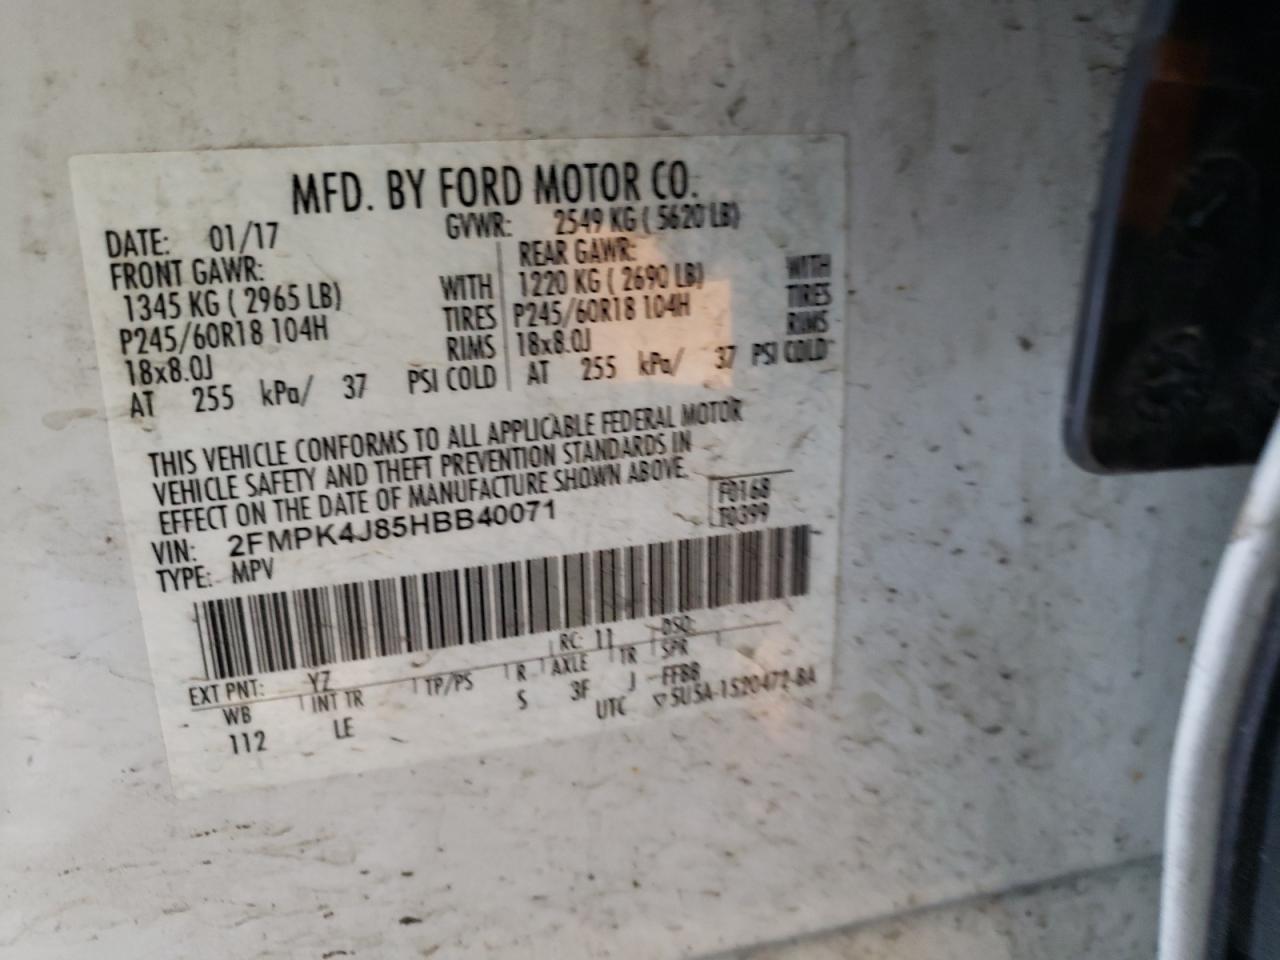 MFD. BY FORD MOTOR CO.
DATE: 01/17 GVWR: 2549 KG ( 5620 LB)
FRONT GAWR: REAR GAWR:
1345 KG ( 2965 LB) WITH 1220 KG ( 2690 LB) WITH
P245/60R18 104H TIRES P245/60R18 104H TIRES
18x8.0J RIMS 18x8.0J RIMS
AT 255 kPa/ 37 PSI COLD AT 255 kPa/ 37 PSI COLD
THIS VEHICLE CONFORMS TO ALL APPLICABLE FEDERAL MOTOR
VEHICLE SAFETY AND THEFT PREVENTION STANDARDS IN
EFFECT ON THE DATE OF MANUFACTURE SHOWN ABOVE.
VIN: 2FMPK4J85HBB40071 F0168
TYPE: MPV T0399
EXT PNT: YZ RC: 11 DSO:
WB INT TR TP/PS R AXLE TR SPR
112 LE S 3F J FFBB
UTC 5U5A-1520472-BA